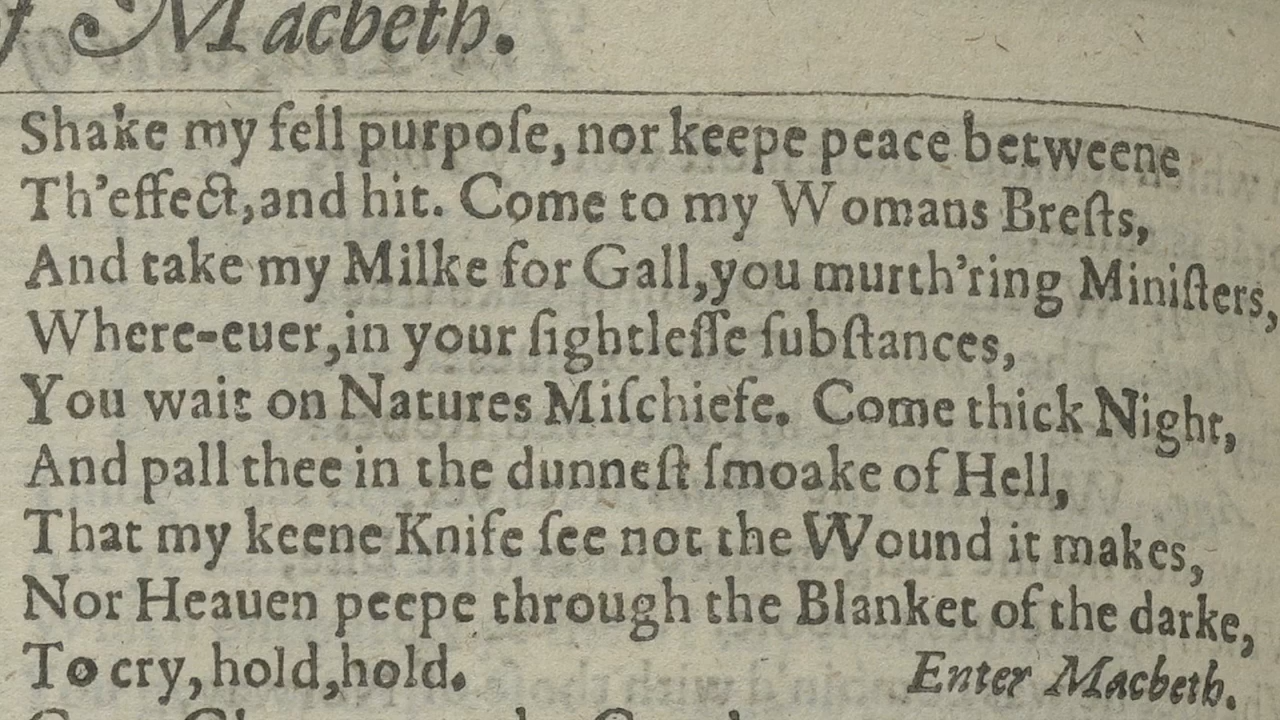 Macbeth.
Shake my fell purpoſe, nor keepe peace betweene
Th'effect, and hit. Come to my Womans Breſts,
And take my Milke for Gall, you murth'ring Miniſters,
Where-euer, in your ſightleſſe ſubſtances,
You wait on Natures Miſchiefe. Come thick Night,
And pall thee in the dunneſt ſmoake of Hell,
That my keene Knife ſee not the Wound it makes,
Nor Heauen peepe through the Blanket of the darke,
To cry, hold, hold. Enter Macbeth.